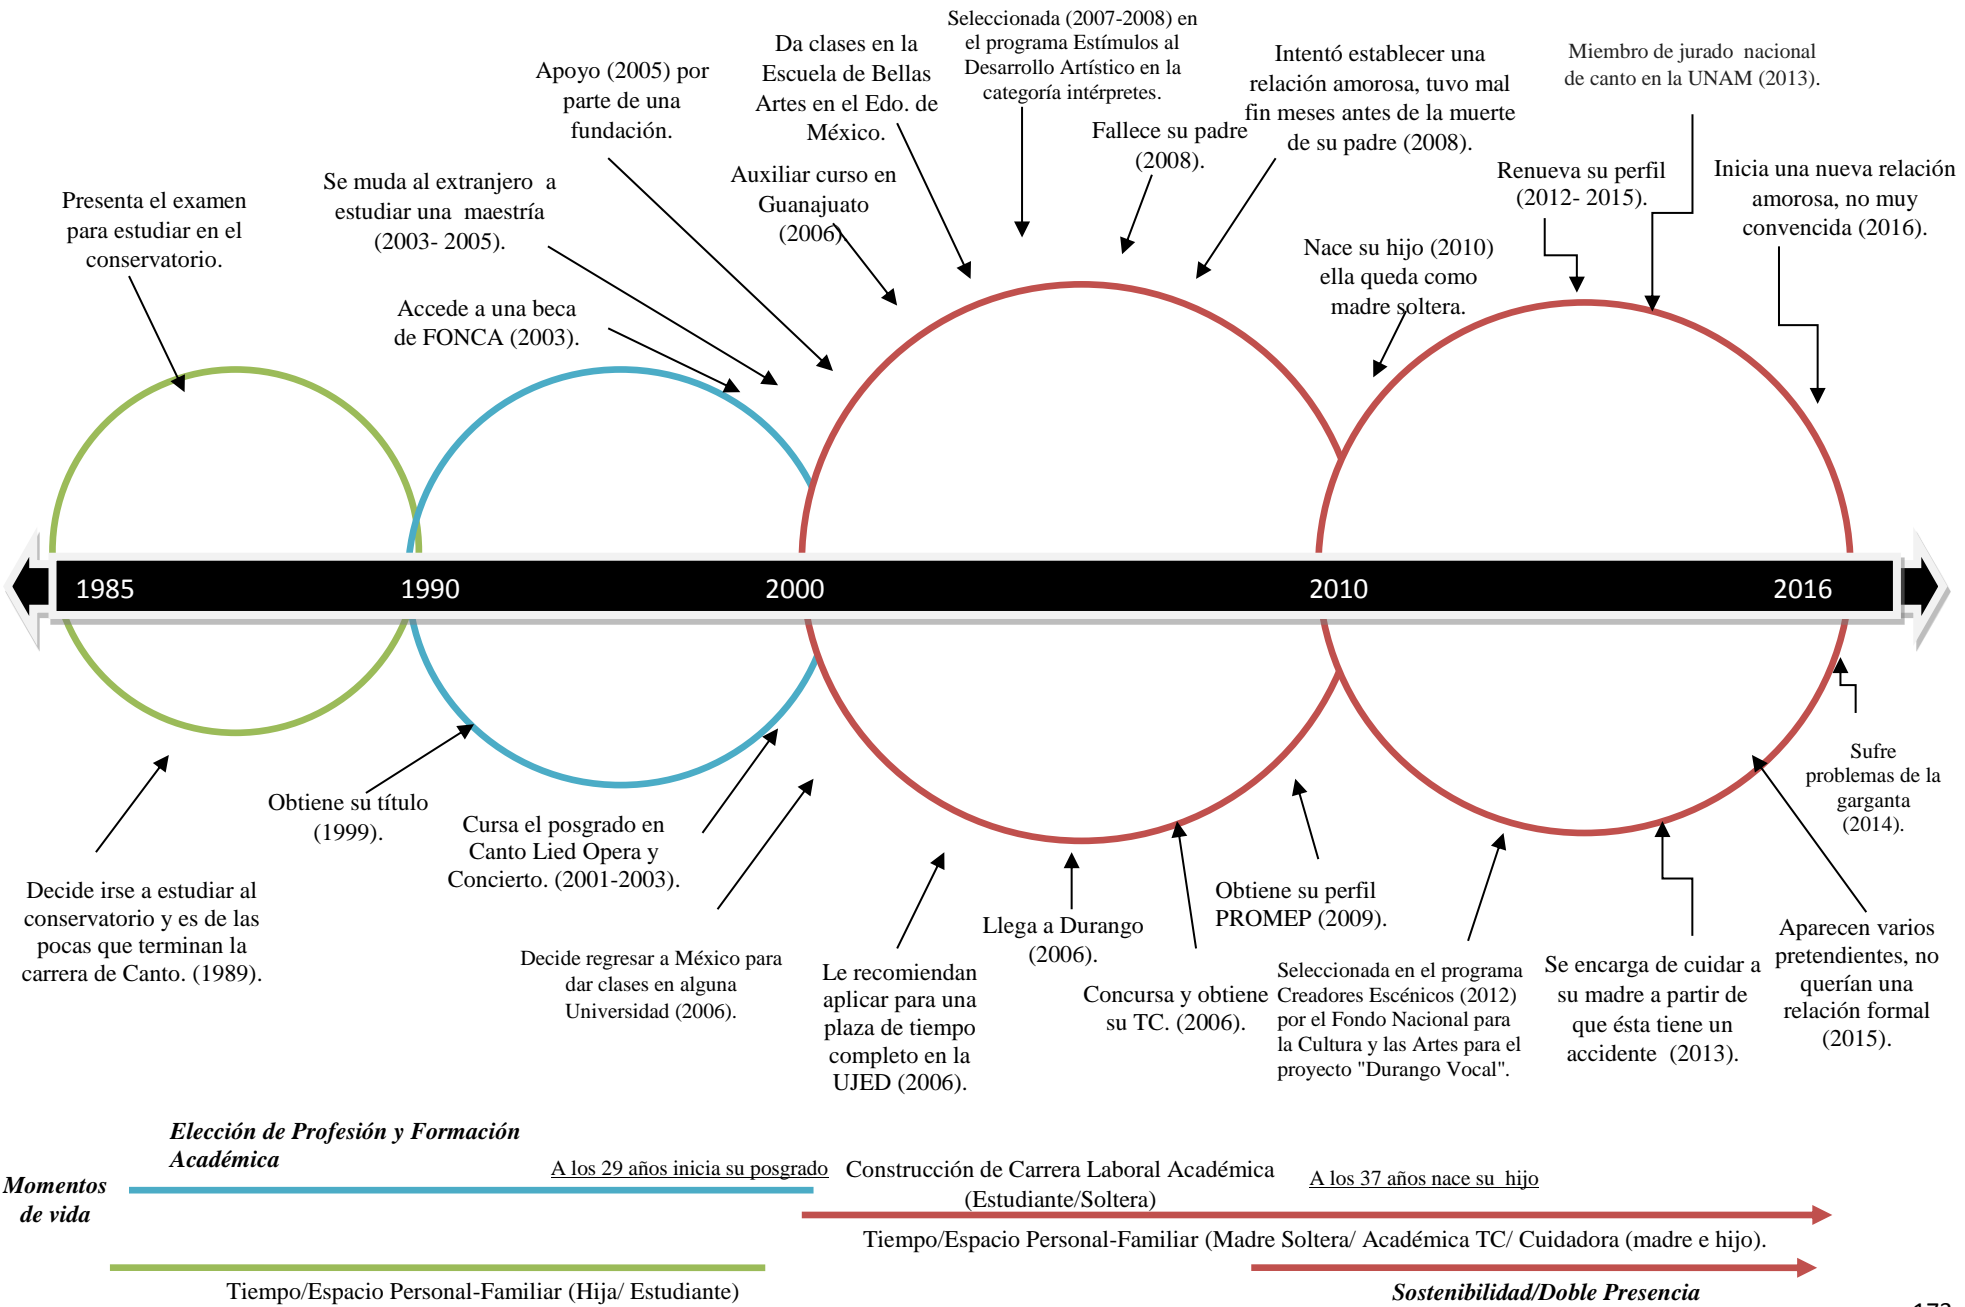 Seleccionada (2007-2008) en
el programa Estímulos al
Desarrollo Artístico en la
categoría intérpretes.
Da clases en la
Escuela de Bellas
Artes en el Edo. de
México.
Apoyo (2005) por
parte de una
fundación.
Intentó establecer una
relación amorosa, tuvo mal
fin meses antes de la muerte
de su padre (2008).
Miembro de jurado  nacional
de canto en la UNAM (2013).
Fallece su padre
(2008).
Presenta el examen
para estudiar en el
conservatorio.
Se muda al extranjero  a
estudiar una  maestría
(2003- 2005).
Auxiliar curso en
Guanajuato
(2006).
Renueva su perfil
(2012- 2015).
Inicia una nueva relación
amorosa, no muy
convencida (2016).
Accede a una beca
de FONCA (2003).
Nace su hijo (2010)
ella queda como
madre soltera.
1985
1990
2000
2010
2016
Decide irse a estudiar al
conservatorio y es de las
pocas que terminan la
carrera de Canto. (1989).
Obtiene su título
(1999).
Cursa el posgrado en
Canto Lied Opera y
Concierto. (2001-2003).
Decide regresar a México para
dar clases en alguna
Universidad (2006).
Le recomiendan
aplicar para una
plaza de tiempo
completo en la
UJED (2006).
Llega a Durango
(2006).
Concursa y obtiene
su TC. (2006).
Obtiene su perfil
PROMEP (2009).
Seleccionada en el programa
Creadores Escénicos (2012)
por el Fondo Nacional para
la Cultura y las Artes para el
proyecto "Durango Vocal".
Se encarga de cuidar a
su madre a partir de
que ésta tiene un
accidente  (2013).
Sufre
problemas de la
garganta
(2014).
Aparecen varios
pretendientes, no
querían una
relación formal
(2015).
Elección de Profesión y Formación
Académica
Momentos
de vida
A los 29 años inicia su posgrado
Construcción de Carrera Laboral Académica
(Estudiante/Soltera)
A los 37 años nace su  hijo
Tiempo/Espacio Personal-Familiar (Madre Soltera/ Académica TC/ Cuidadora (madre e hijo).
Tiempo/Espacio Personal-Familiar (Hija/ Estudiante)
Sostenibilidad/Doble Presencia